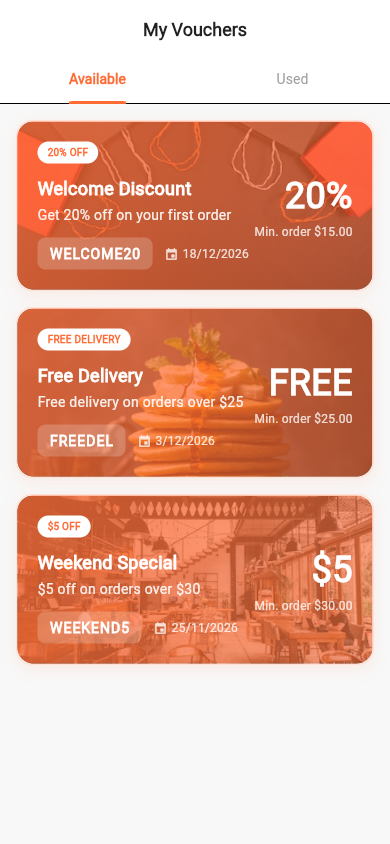 My Vouchers
Available
Used
20% OFF
Welcome Discount
Get 20% off on your first order
20%
Min. order $15.00
WELCOME20
18/12/2026
FREE DELIVERY
Free Delivery
Free delivery on orders over $25
FREE
Min. order $25.00
FREEDEL
3/12/2026
$5 OFF
Weekend Special
$5 off on orders over $30
$5
Min. order $30.00
WEEKEND5
25/11/2026